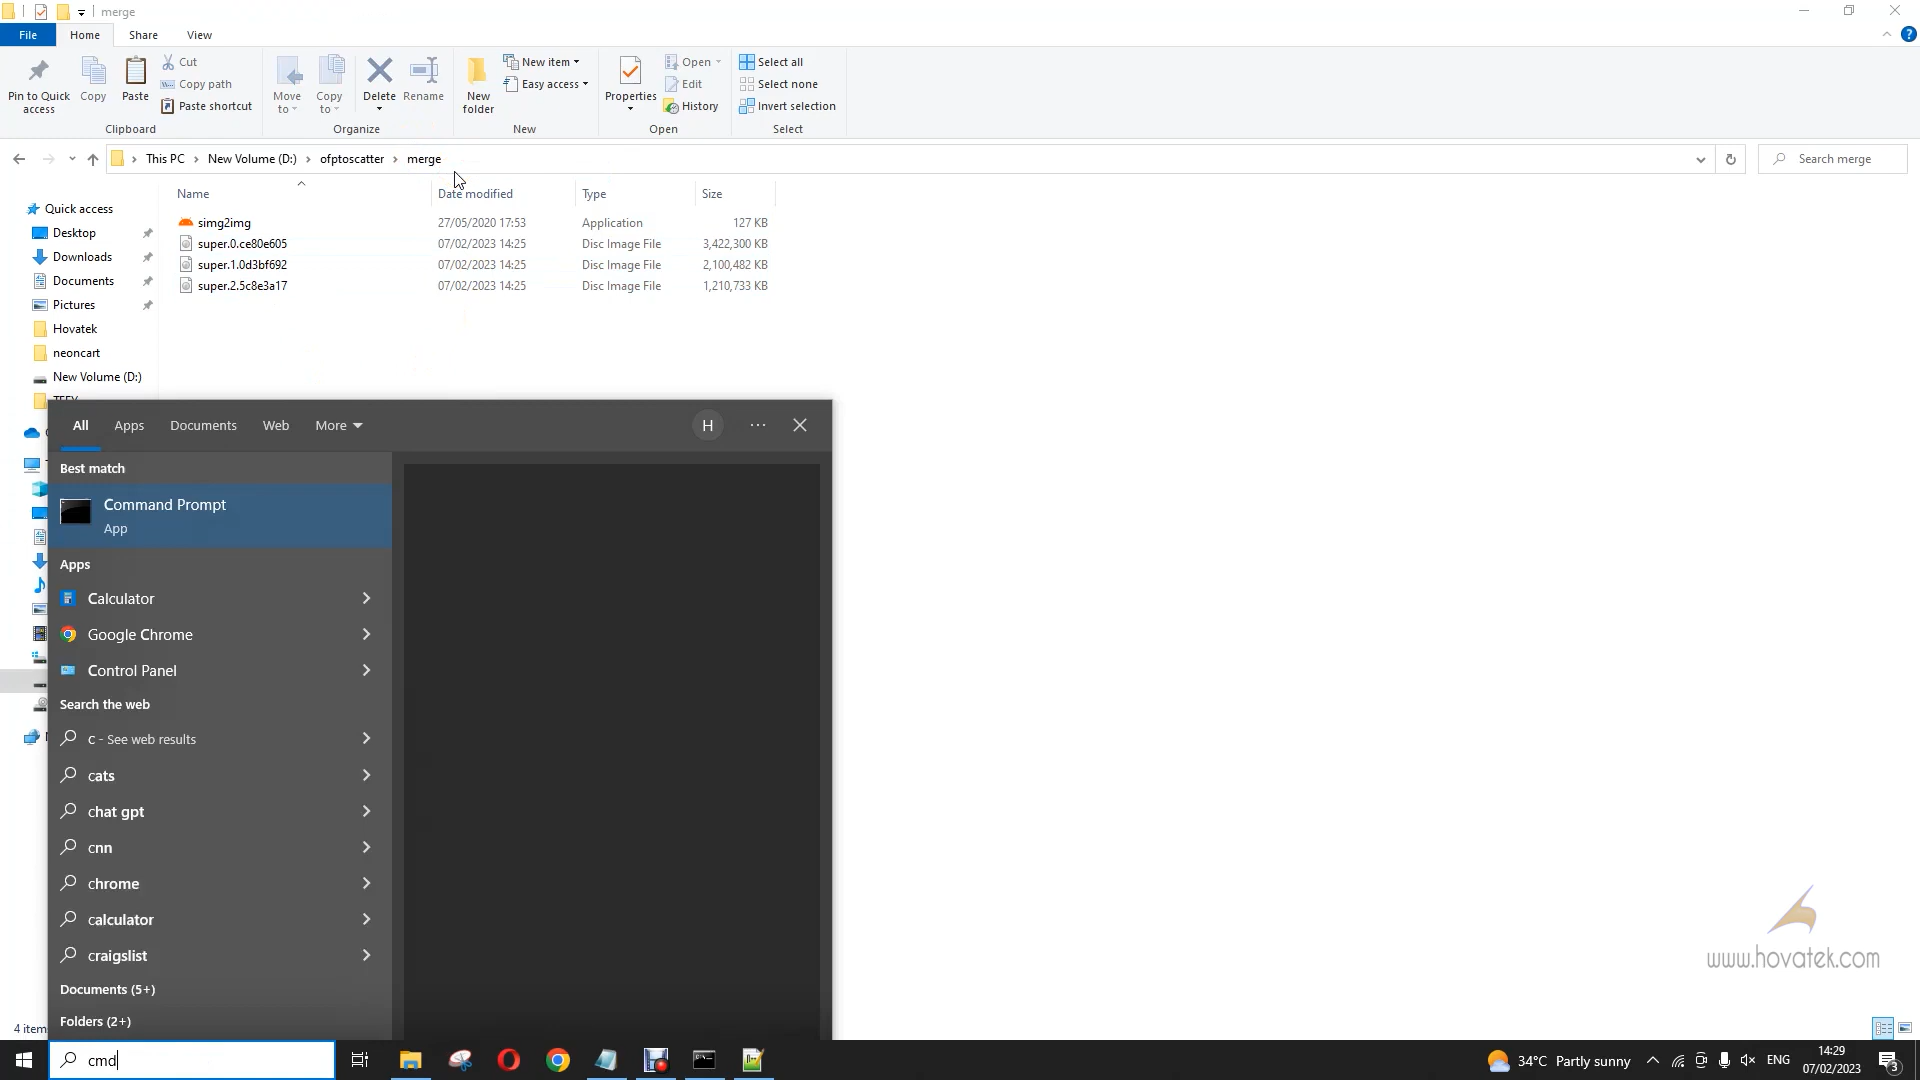 merge
File Home Share View
Pin to Quick access
Copy
Paste
Cut
Copy path
Paste shortcut
Clipboard
Move to
Copy to
Delete
Rename
Organize
New folder
New item
Easy access
New
Properties
Open
Edit
History
Open
Select all
Select none
Invert selection
Select
This PC > New Volume (D:) > ofptoscatter > merge
Search merge
Name Date modified Type Size
simg2img 27/05/2020 17:53 Application 127 KB
super.0.ce80e605 07/02/2023 14:25 Disc Image File 3,422,300 KB
super.1.0d3bf692 07/02/2023 14:25 Disc Image File 2,100,482 KB
super.2.5c8e3a17 07/02/2023 14:25 Disc Image File 1,210,733 KB
Quick access
Desktop
Downloads
Documents
Pictures
Hovatek
neoncart
New Volume (D:)
All Apps Documents Web More
H ··· 
Best match
Command Prompt
App
Apps
Calculator
Google Chrome
Control Panel
Search the web
c - See web results
cats
chat gpt
cnn
chrome
calculator
craigslist
Documents (5+)
Folders (2+)
www.hovatek.com
4 item
cmd
34°C Partly sunny
ENG
14:29
07/02/2023
3